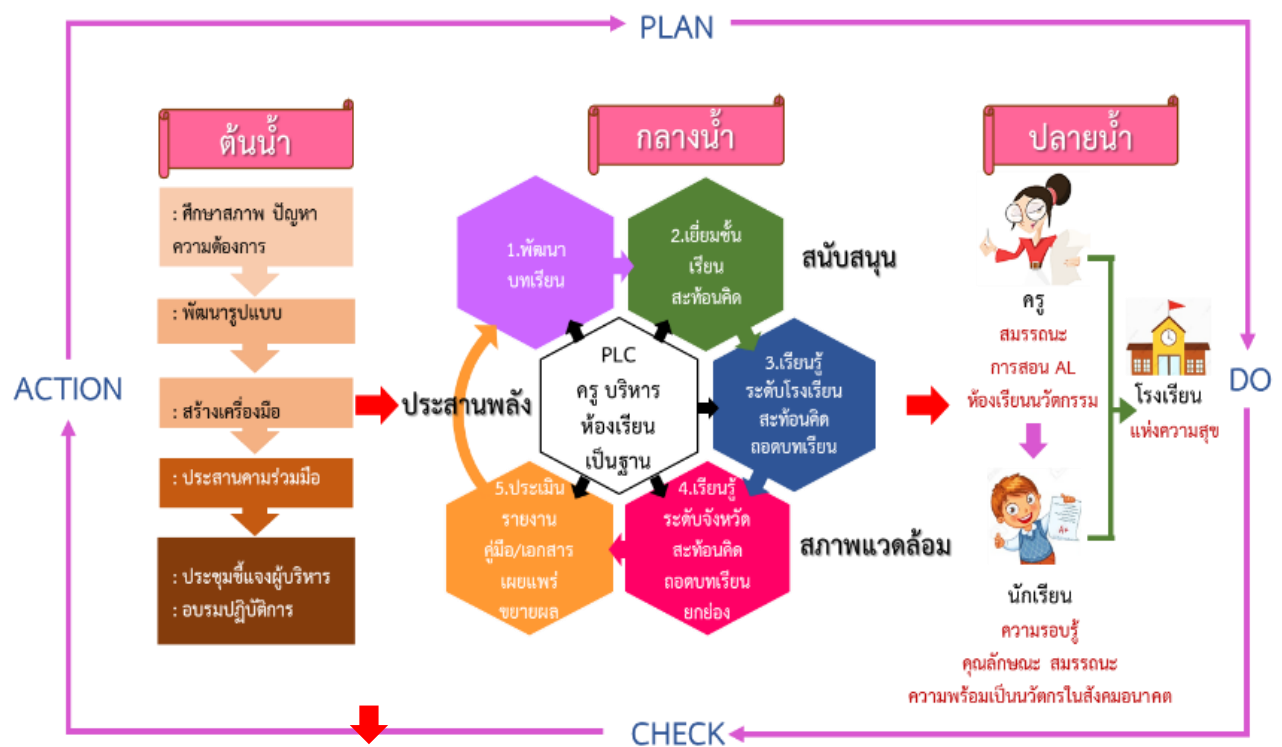 PLAN
ต้นน้ำ
กลางน้ำ
ปลายน้ำ
: ศึกษาสภาพ ปัญหา
ความต้องการ
: พัฒนารูปแบบ
: สร้างเครื่องมือ
: ประสานคามร่วมมือ
: ประชุมชี้แจงผู้บริหาร
: อบรมปฏิบัติการ
ACTION
ประสานพลัง
1.พัฒนา
บทเรียน
2.เยี่ยมชั้น
เรียน
สะท้อนคิด
สนับสนุน
PLC
ครู บริหาร
ห้องเรียน
เป็นฐาน
3.เรียนรู้
ระดับโรงเรียน
สะท้อนคิด
ถอดบทเรียน
4.เรียนรู้
ระดับจังหวัด
สะท้อนคิด
ถอดบทเรียน
ยกย่อง
5.ประเมิน
รายงาน
คู่มือ/เอกสาร
เผยแพร่
ขยายผล
สภาพแวดล้อม
ครู
สมรรถนะ
การสอน AL
ห้องเรียนนวัตกรรม
A+
นักเรียน
ความรอบรู้
คุณลักษณะ สมรรถนะ
ความพร้อมเป็นนวัตกรในสังคมอนาคต
โรงเรียน
แห่งความสุข
DO
CHECK